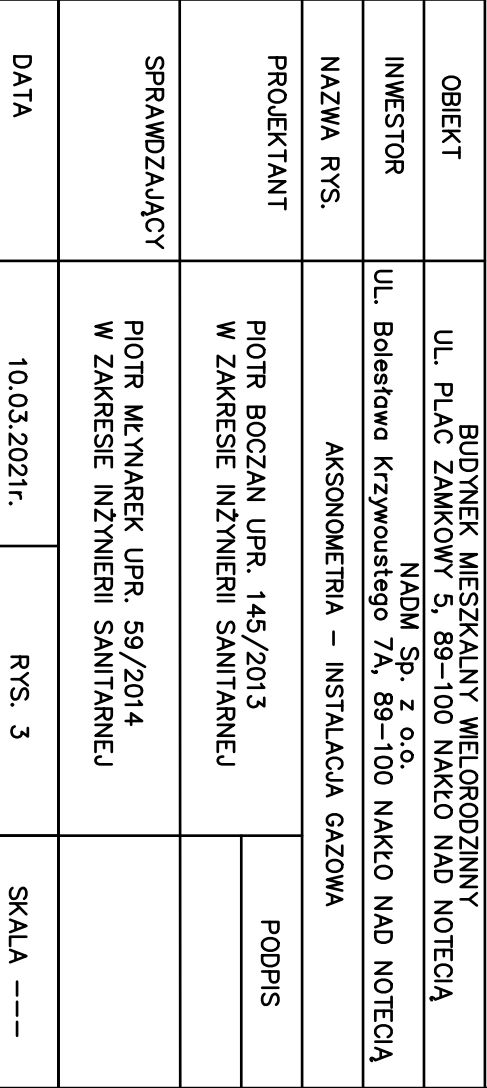 OBIEKT
BUDYNEK MIESZKALNY WIELORODZINNY
UL. PLAC ZAMKOWY 5, 89-100 NAKŁO NAD NOTECIĄ
INWESTOR
NADM Sp. z o.o.
UL. Bolesława Krzywoustego 7A, 89-100 NAKŁO NAD NOTECIĄ
NAZWA RYS.
AKSONOMETRIA – INSTALACJA GAZOWA
PROJEKTANT
PIOTR BOCZAN UPR. 145/2013
W ZAKRESIE INŻYNIERII SANITARNEJ
PODPIS
SPRAWDZAJĄCY
PIOTR MŁYNAREK UPR. 59/2014
W ZAKRESIE INŻYNIERII SANITARNEJ
DATA
10.03.2021r.
RYS. 3
SKALA ---